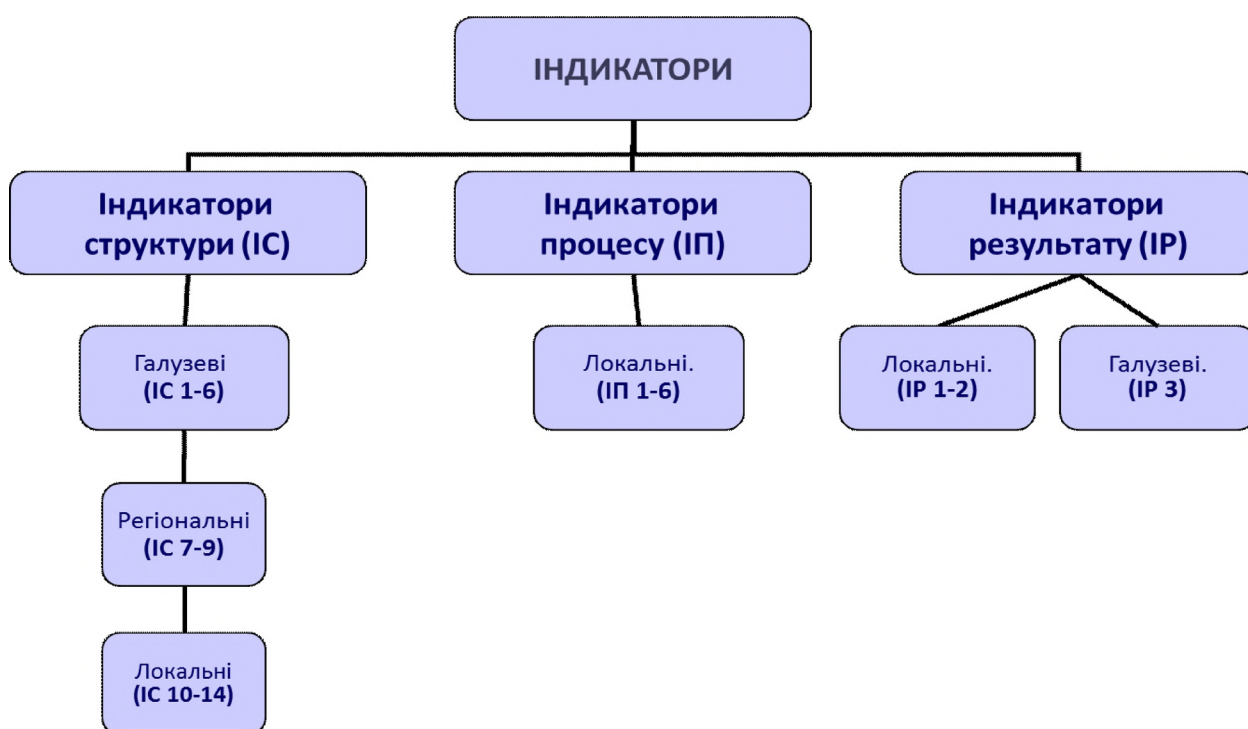 ІНДИКАТОРИ
Індикатори
структури (ІС)
Індикатори
процесу (ІП)
Індикатори
результату (ІР)
Галузеві
(ІС 1-6)
Локальні.
(ІП 1-6)
Локальні.
(ІР 1-2)
Галузеві.
(ІР 3)
Регіональні
(ІС 7-9)
Локальні
(ІС 10-14)